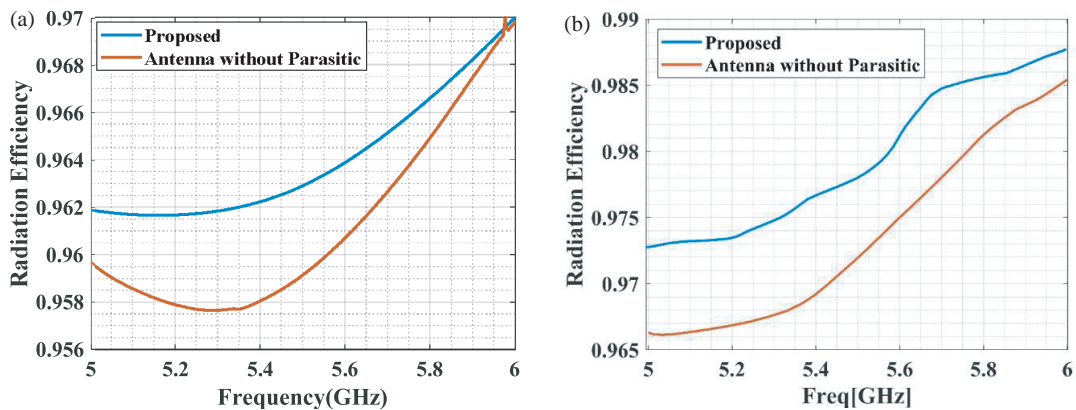 (a)
0.97
0.968
0.966
0.964
0.962
0.96
0.958
0.956
Radiation Efficiency
Proposed
Antenna without Parasitic
5
5.2
5.4
5.6
5.8
6
Frequency(GHz)
(b)
0.99
0.985
0.98
0.975
0.97
0.965
Radiation Efficiency
Proposed
Antenna without Parasitic
5
5.2
5.4
5.6
5.8
6
Freq[GHz]